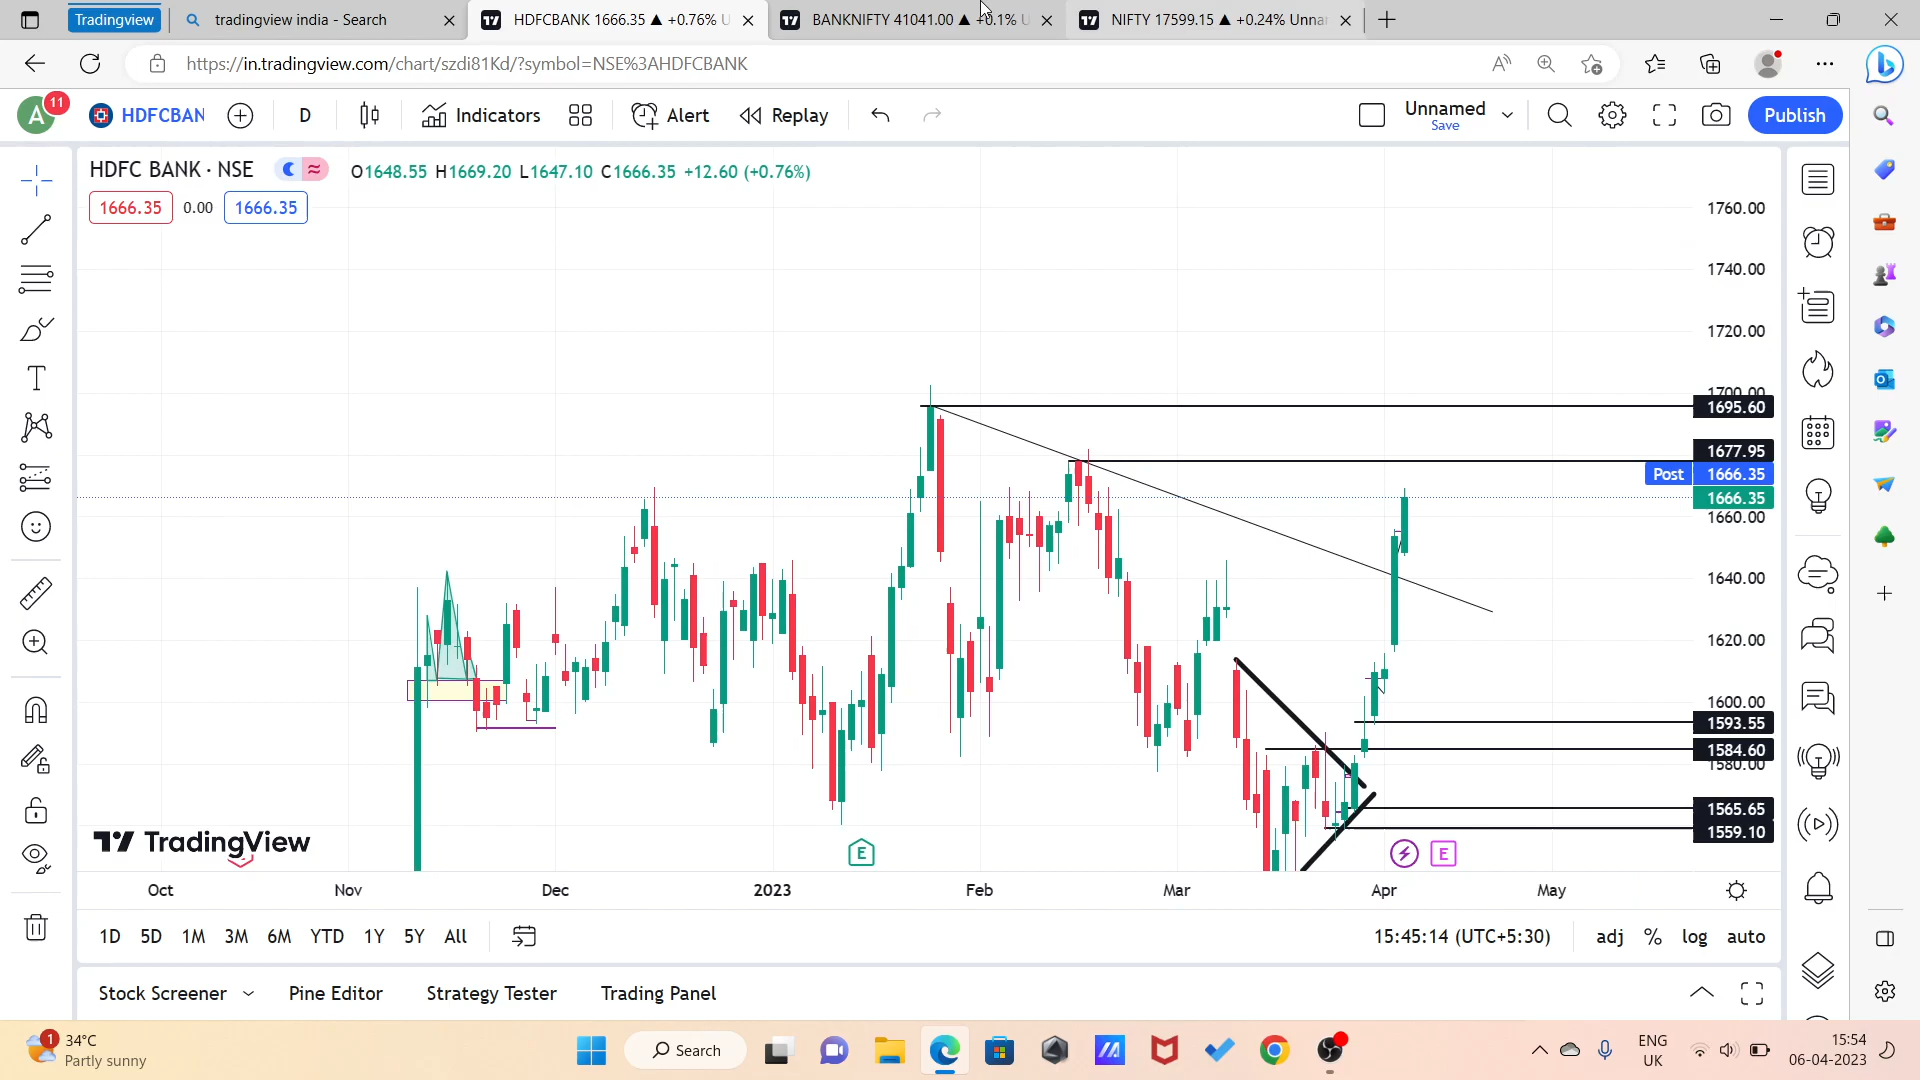 Tradingview
tradingview india - Search
HDFCBANK 1666.35 ▲ +0.76% U
BANKNIFTY 41041.00 ▲ +0.1% U
NIFTY 17599.15 ▲ +0.24% Unna
https://in.tradingview.com/chart/szdi81Kd/?symbol=NSE%3AHDFCBANK
A 11
HDFCBAN
D
Indicators
Alert
Replay
Unnamed
Save
Publish
HDFC BANK · NSE
O1648.55 H1669.20 L1647.10 C1666.35 +12.60 (+0.76%)
1666.35 0.00 1666.35
1760.00
1740.00
1720.00
1700.00
1695.60
1677.95
Post 1666.35
1666.35
1660.00
1640.00
1620.00
1600.00
1593.55
1584.60
1580.00
1565.65
1559.10
TradingView
E
E
Oct Nov Dec 2023 Feb Mar Apr May
1D 5D 1M 3M 6M YTD 1Y 5Y All
15:45:14 (UTC+5:30) adj % log auto
Stock Screener Pine Editor Strategy Tester Trading Panel
1
34°C
Partly sunny
Search
ENG
UK
15:54
06-04-2023